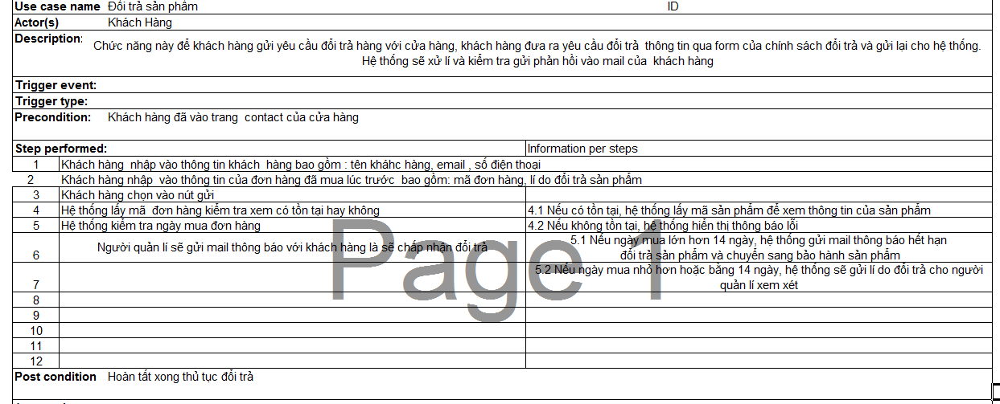 Use case name Đổi trả sản phẩm ID
Actor(s) Khách Hàng
Description:
Chức năng này để khách hàng gửi yêu cầu đổi trả hàng với cửa hàng, khách hàng đưa ra yêu cầu đổi trả thông tin qua form của chính sách đổi trả và gửi lại cho hệ thống.
Hệ thống sẽ xử lí và kiểm tra gửi phản hồi vào mail của khách hàng
Trigger event:
Trigger type:
Precondition: Khách hàng đã vào trang contact của cửa hàng
Step performed: Information per steps
1 Khách hàng nhập vào thông tin khách hàng bao gồm : tên kháhc hàng, email , số điện thoại
2 Khách hàng nhập vào thông tin của đơn hàng đã mua lúc trước bao gồm: mã đơn hàng, lí do đổi trả sản phẩm
3 Khách hàng chọn vào nút gửi
4 Hệ thống lấy mã đơn hàng kiểm tra xem có tồn tại hay không 4.1 Nếu có tồn tại, hệ thống lấy mã sản phẩm để xem thông tin của sản phẩm
5 Hệ thống kiểm tra ngày mua đơn hàng 4.2 Nếu không tồn tại, hệ thống hiển thị thông báo lỗi
6 Người quản lí sẽ gửi mail thông báo với khách hàng là sẽ chấp nhận đổi trả 5.1 Nếu ngày mua lớn hơn 14 ngày, hệ thống gửi mail thông báo hết hạn
đổi trả sản phẩm và chuyển sang bảo hành sản phẩm
7 5.2 Nếu ngày mua nhỏ hơn hoặc bằng 14 ngày, hệ thống sẽ gửi lí do đổi trả cho người
quản lí xem xét
Page 1
8
9
10
11
12
Post condition Hoàn tất xong thủ tục đổi trả